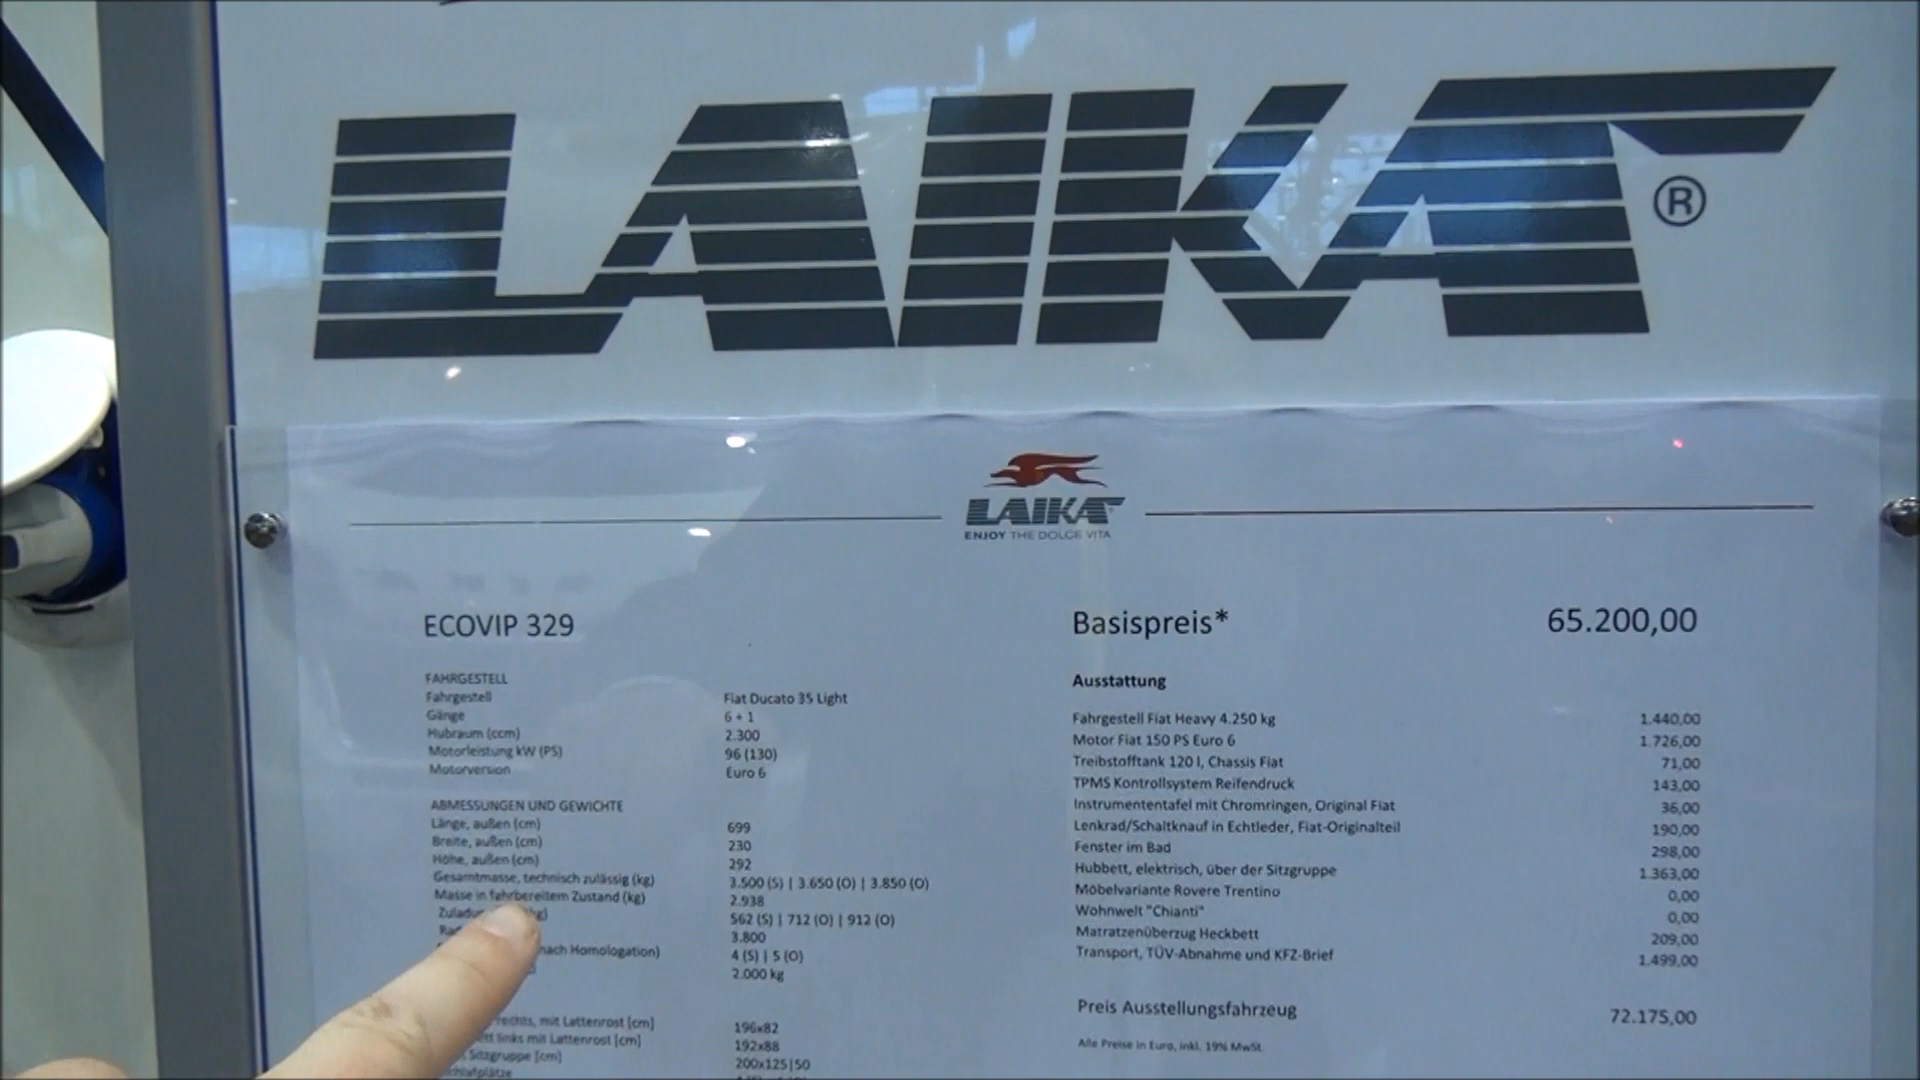 LAIKA ®
LAIKA
ENJOY THE DOLCE VITA
ECOVIP 329
FAHRGESTELL
Fahrgestell Fiat Ducato 35 Light
Gänge 6 + 1
Hubraum (ccm) 2.300
Motorleistung kW (PS) 96 (130)
Motorversion Euro 6
ABMESSUNGEN UND GEWICHTE
Länge, außen (cm) 699
Breite, außen (cm) 230
Höhe, außen (cm) 292
Gesamtmasse, technisch zulässig (kg) 3.500 (S) | 3.650 (O) | 3.850 (O)
Masse in fahrbereitem Zustand (kg) 2.938
562 (S) | 712 (O) | 912 (O)
3.800
nach Homologation) 4 (S) | 5 (O)
2.000 kg
rechts, mit Lattenrost [cm] 196x82
links mit Lattenrost [cm] 192x88
Sitzgruppe [cm] 200x125|50
Basispreis* 65.200,00
Ausstattung
Fahrgestell Fiat Heavy 4.250 kg 1.440,00
Motor Fiat 150 PS Euro 6 1.726,00
Treibstofftank 120 l, Chassis Fiat 71,00
TPMS Kontrollsystem Reifendruck 143,00
Instrumententafel mit Chromringen, Original Fiat 36,00
Lenkrad/Schaltknauf in Echtleder, Fiat-Originalteil 190,00
Fenster im Bad 298,00
Hubbett, elektrisch, über der Sitzgruppe 1.363,00
Möbelvariante Rovere Trentino 0,00
Wohnwelt "Chianti" 0,00
Matratzenüberzug Heckbett 209,00
Transport, TÜV-Abnahme und KFZ-Brief 1.499,00
Preis Ausstellungsfahrzeug 72.175,00
Alle Preise in Euro, inkl. 19% MwSt.